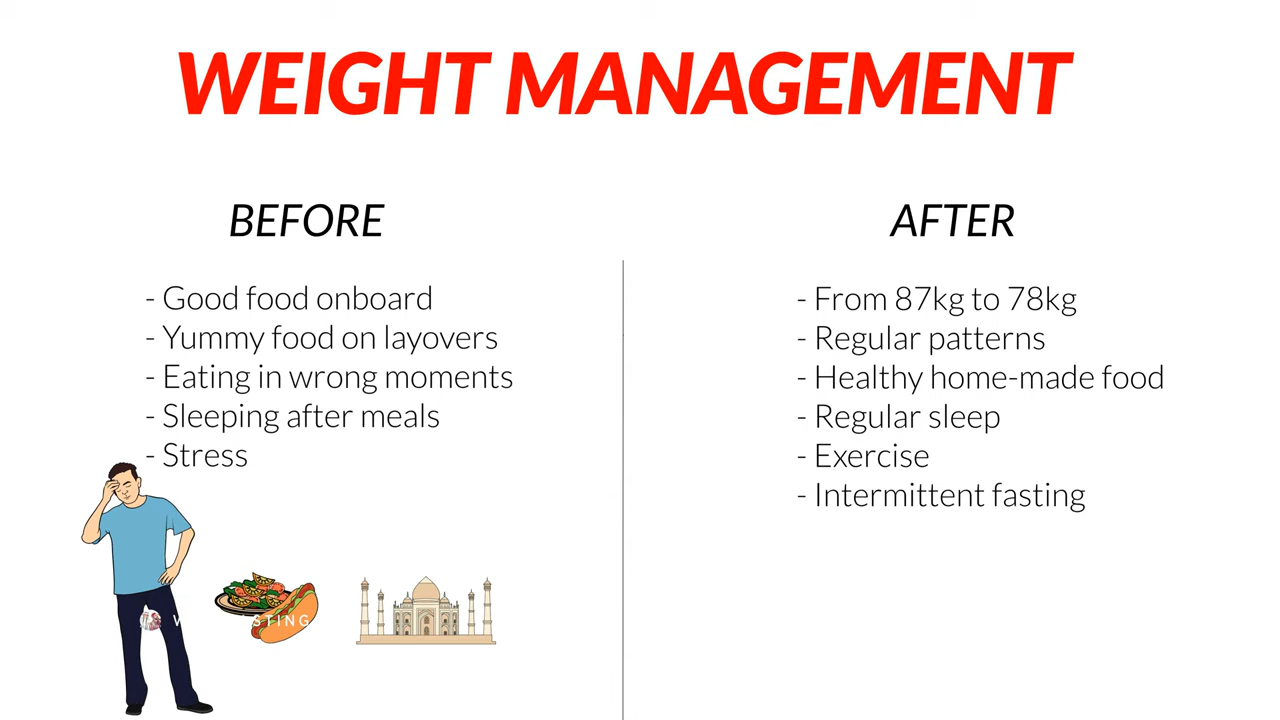 WEIGHT MANAGEMENT
BEFORE
- Good food onboard
- Yummy food on layovers
- Eating in wrong moments
- Sleeping after meals
- Stress
AFTER
- From 87kg to 78kg
- Regular patterns
- Healthy home-made food
- Regular sleep
- Exercise
- Intermittent fasting